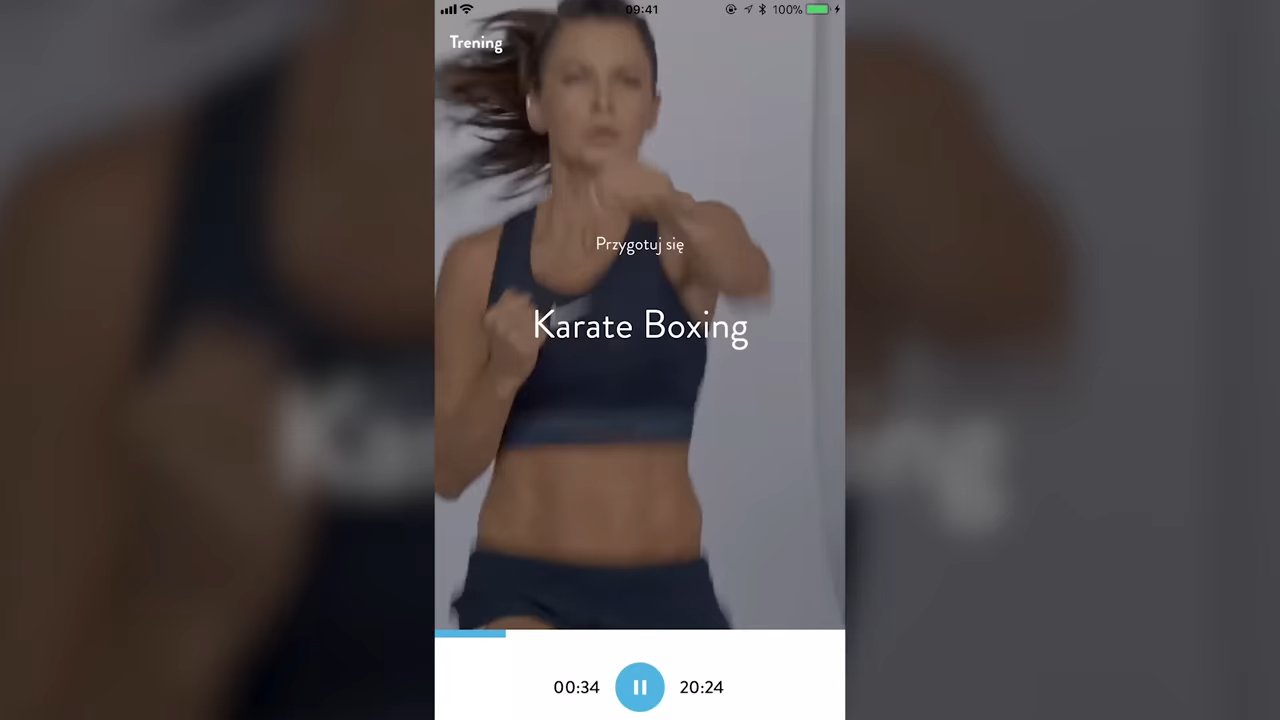 09:41
100%
Trening
Przygotuj się
Karate Boxing
00:34
20:24